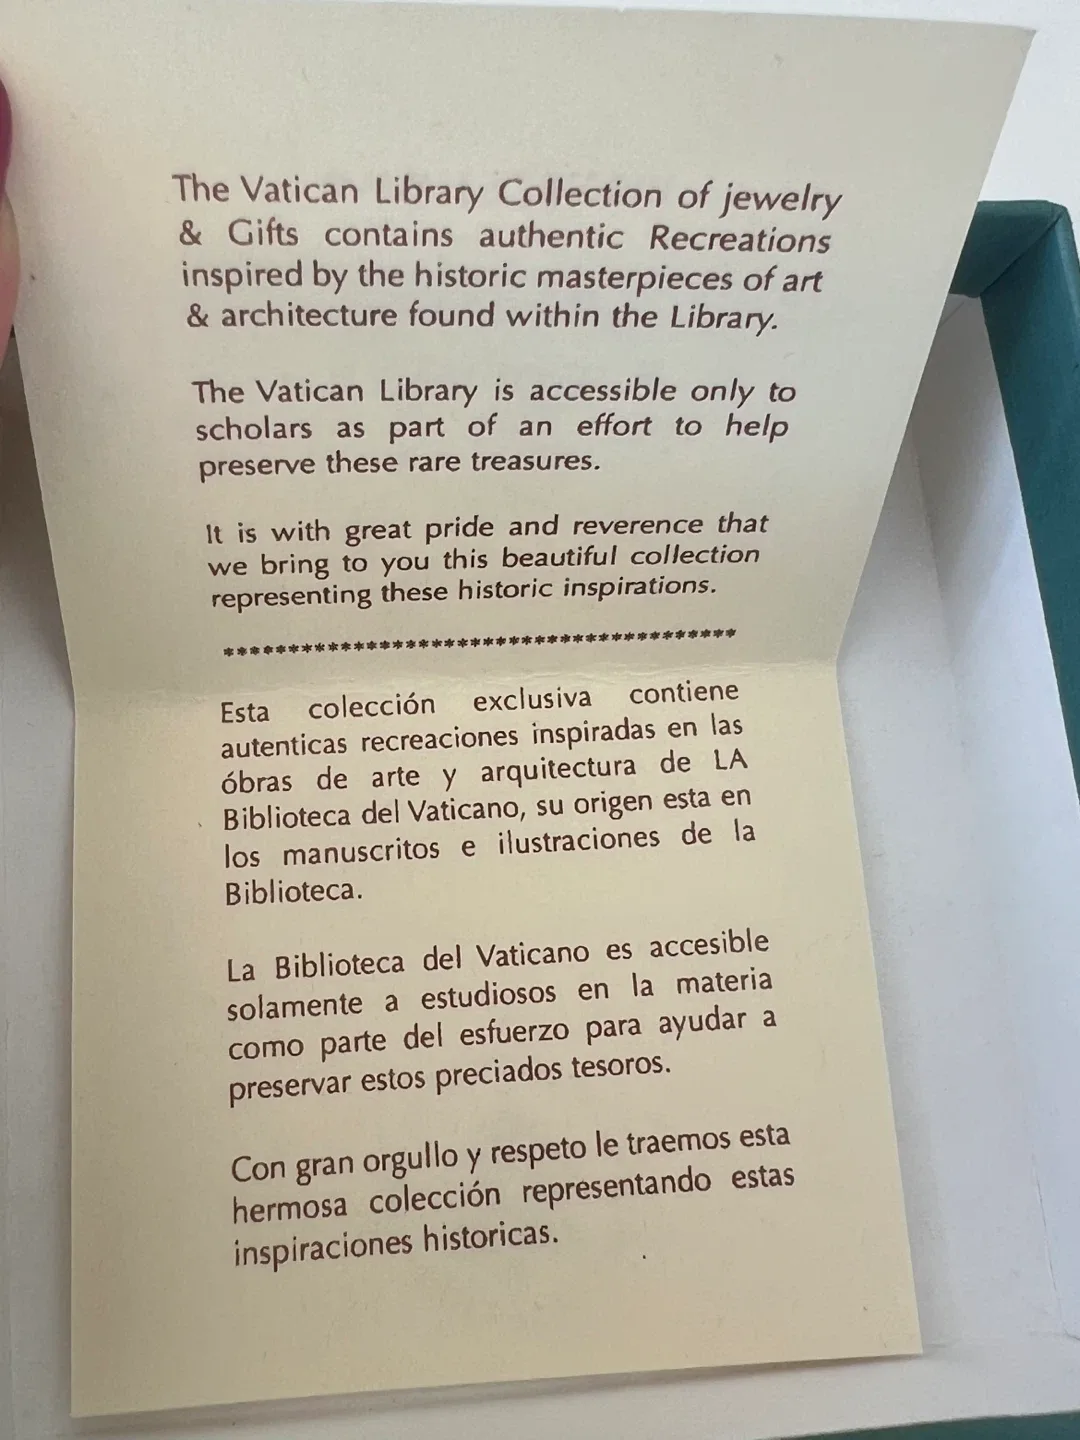 The Vatican Library Collection of jewelry
& Gifts contains authentic Recreations
inspired by the historic masterpieces of art
& architecture found within the Library.
The Vatican Library is accessible only to
scholars as part of an effort to help
preserve these rare treasures.
It is with great pride and reverence that
we bring to you this beautiful collection
representing these historic inspirations.
****************************************
Esta colección exclusiva contiene
autenticas recreaciones inspiradas en las
óbras de arte y arquitectura de LA
Biblioteca del Vaticano, su origen esta en
los manuscritos e ilustraciones de la
Biblioteca.
La Biblioteca del Vaticano es accesible
solamente a estudiosos en la materia
como parte del esfuerzo para ayudar a
preservar estos preciados tesoros.
Con gran orgullo y respeto le traemos esta
hermosa colección representando estas
inspiraciones historicas.